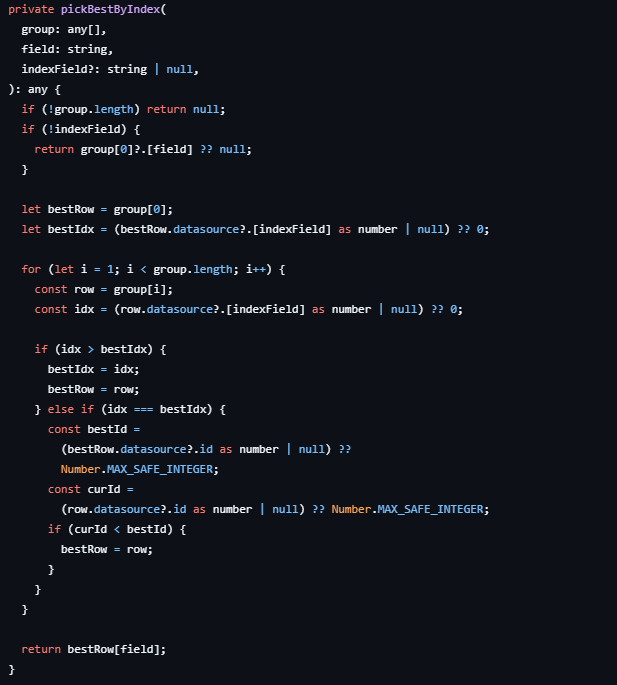 private pickBestByIndex(
  group: any[],
  field: string,
  indexField?: string | null,
): any {
  if (!group.length) return null;
  if (!indexField) {
    return group[0]?.[field] ?? null;
  }

  let bestRow = group[0];
  let bestIdx = (bestRow.datasource?.[indexField] as number | null) ?? 0;

  for (let i = 1; i < group.length; i++) {
    const row = group[i];
    const idx = (row.datasource?.[indexField] as number | null) ?? 0;

    if (idx > bestIdx) {
      bestIdx = idx;
      bestRow = row;
    } else if (idx === bestIdx) {
      const bestId =
        (bestRow.datasource?.id as number | null) ??
        Number.MAX_SAFE_INTEGER;
      const curId =
        (row.datasource?.id as number | null) ?? Number.MAX_SAFE_INTEGER;
      if (curId < bestId) {
        bestRow = row;
      }
    }
  }

  return bestRow[field];
}